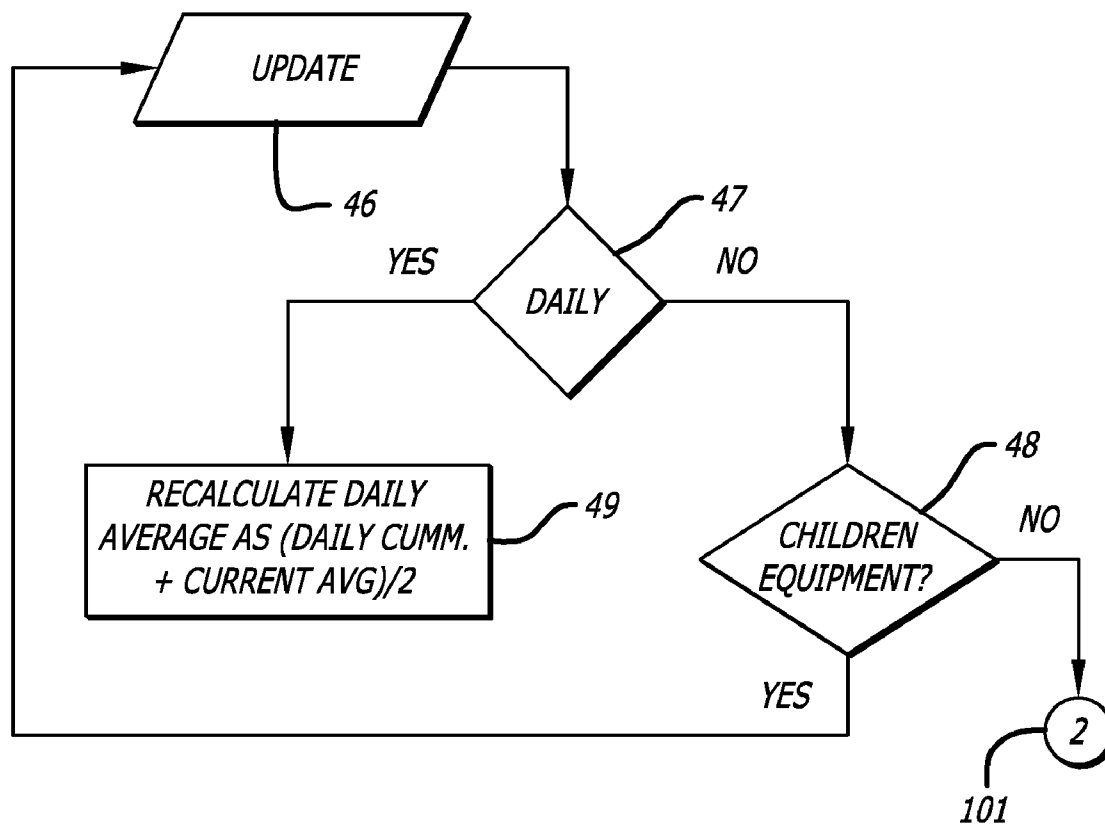 UPDATE
46
47
YES
NO
DAILY
48
RECALCULATE DAILY
AVERAGE AS (DAILY CUMM.
+ CURRENT AVG)/2
49
NO
CHILDREN
EQUIPMENT?
YES
2
101